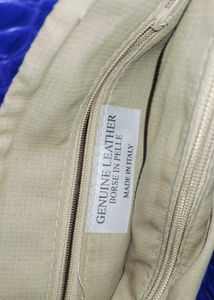 GENUINE LEATHER
BORSE IN PELLE
MADE IN ITALY